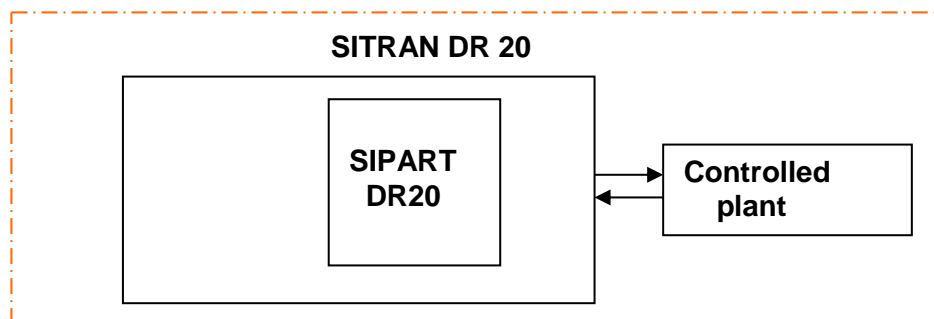 SITRAN DR 20
SIPART
DR20
Controlled
plant